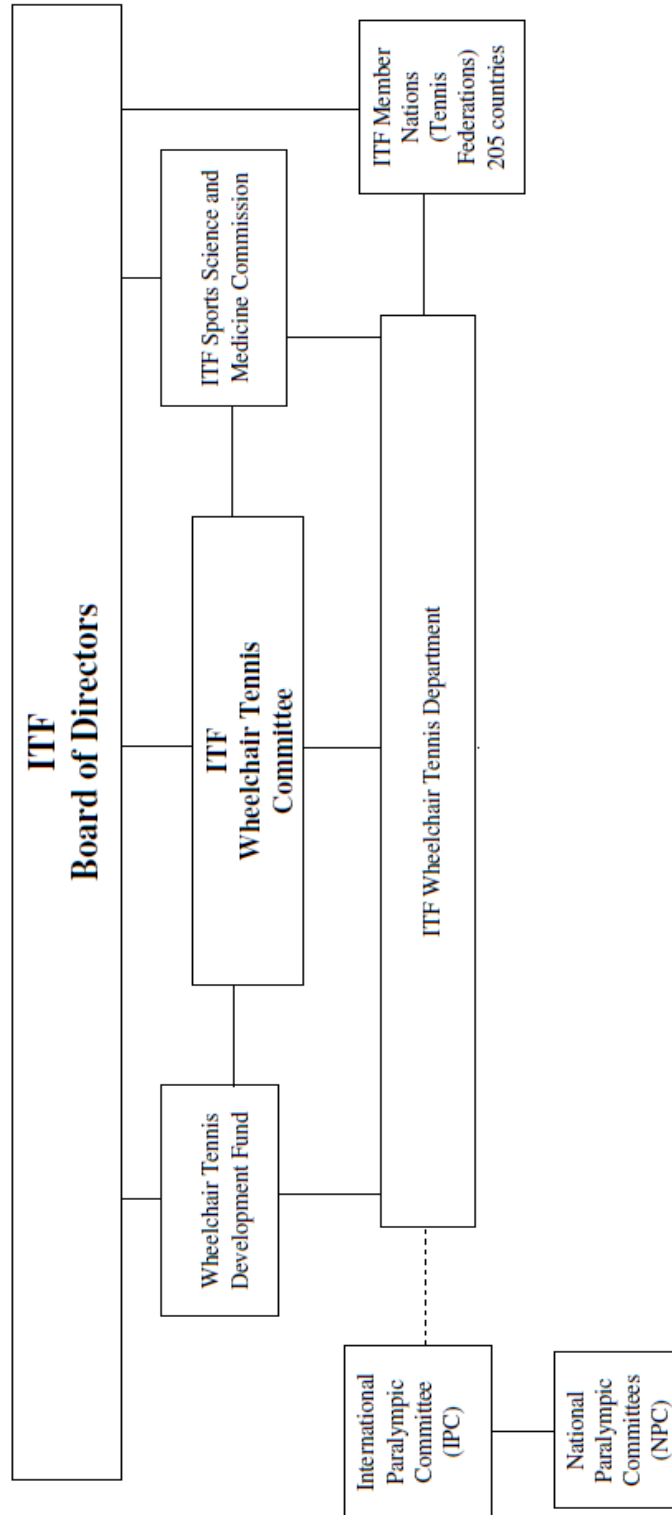 ITF
Board of Directors
Wheelchair Tennis
Development Fund
ITF
Wheelchair Tennis
Committee
ITF Sports Science and
Medicine Commission
International
Paralympic
Committee
(IPC)
ITF Wheelchair Tennis Department
ITF Member
Nations
(Tennis
Federations)
205 countries
National
Paralympic
Committees
(NPC)